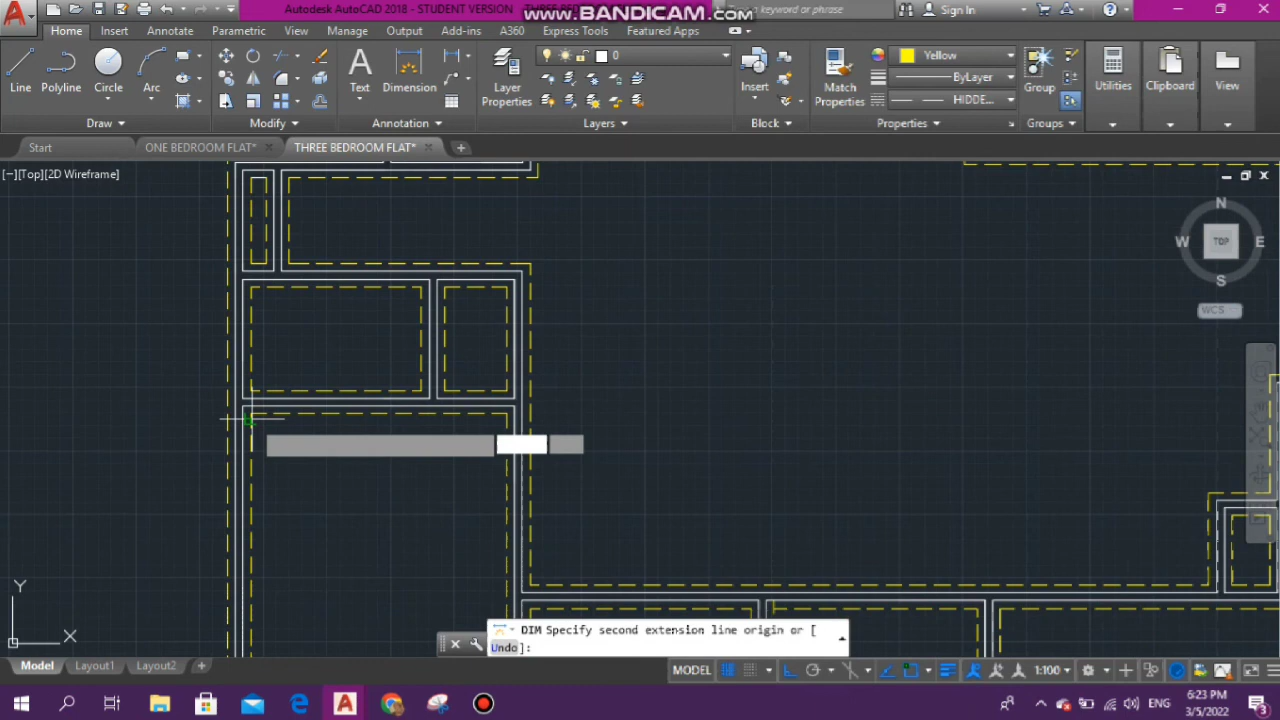 Autodesk AutoCAD 2018 - STUDENT VERSION
www.BANDICAM.com
Type a keyword or phrase
Sign In
Home Insert Annotate Parametric View Manage Output Add-ins A360 Express Tools Featured Apps
0
Yellow
ByLayer
HIDDE...
Line Polyline Circle Arc
Text Dimension
Layer Properties
Insert
Match Properties
Group
Utilities Clipboard View
Draw Modify Annotation Layers Block Properties Groups
Start ONE BEDROOM FLAT* THREE BEDROOM FLAT*
[−][Top][2D Wireframe]
N
W TOP E
S
WCS
Y
X
DIM Specify second extension line origin or [
Undo]:
Model Layout1 Layout2
MODEL 1:100
ENG
6:23 PM
3/5/2022
3